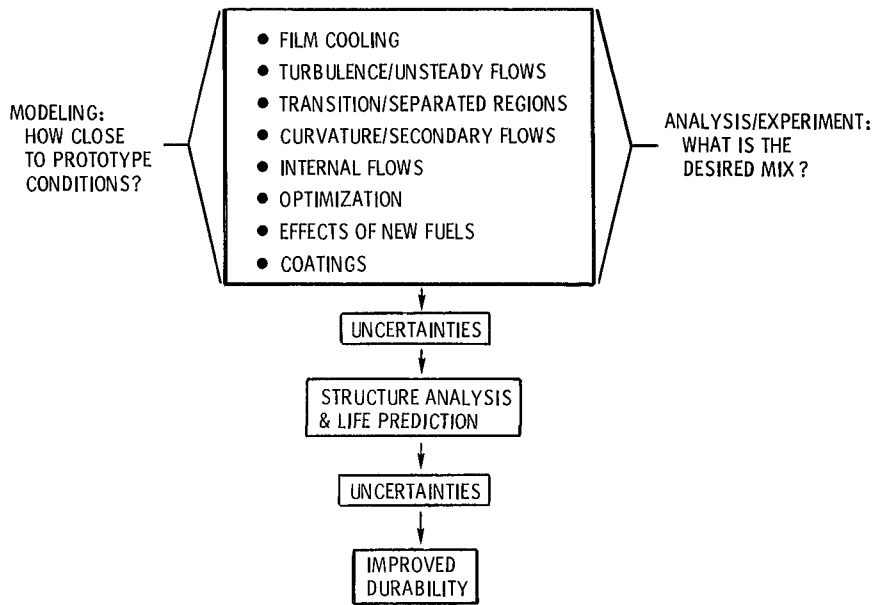 MODELING:
HOW CLOSE
TO PROTOTYPE
CONDITIONS?
● FILM COOLING
● TURBULENCE/UNSTEADY FLOWS
● TRANSITION/SEPARATED REGIONS
● CURVATURE/SECONDARY FLOWS
● INTERNAL FLOWS
● OPTIMIZATION
● EFFECTS OF NEW FUELS
● COATINGS
ANALYSIS/EXPERIMENT:
WHAT IS THE
DESIRED MIX?
UNCERTAINTIES
STRUCTURE ANALYSIS
& LIFE PREDICTION
UNCERTAINTIES
IMPROVED
DURABILITY